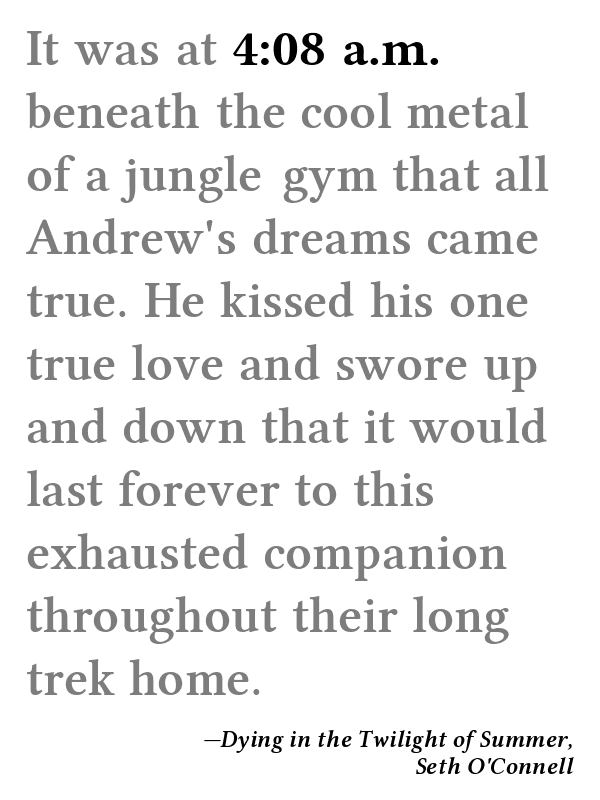 It was at 4:08 a.m.
beneath the cool metal
of a jungle gym that all
Andrew's dreams came
true. He kissed his one
true love and swore up
and down that it would
last forever to this
exhausted companion
throughout their long
trek home.
—Dying in the Twilight of Summer,
Seth O'Connell